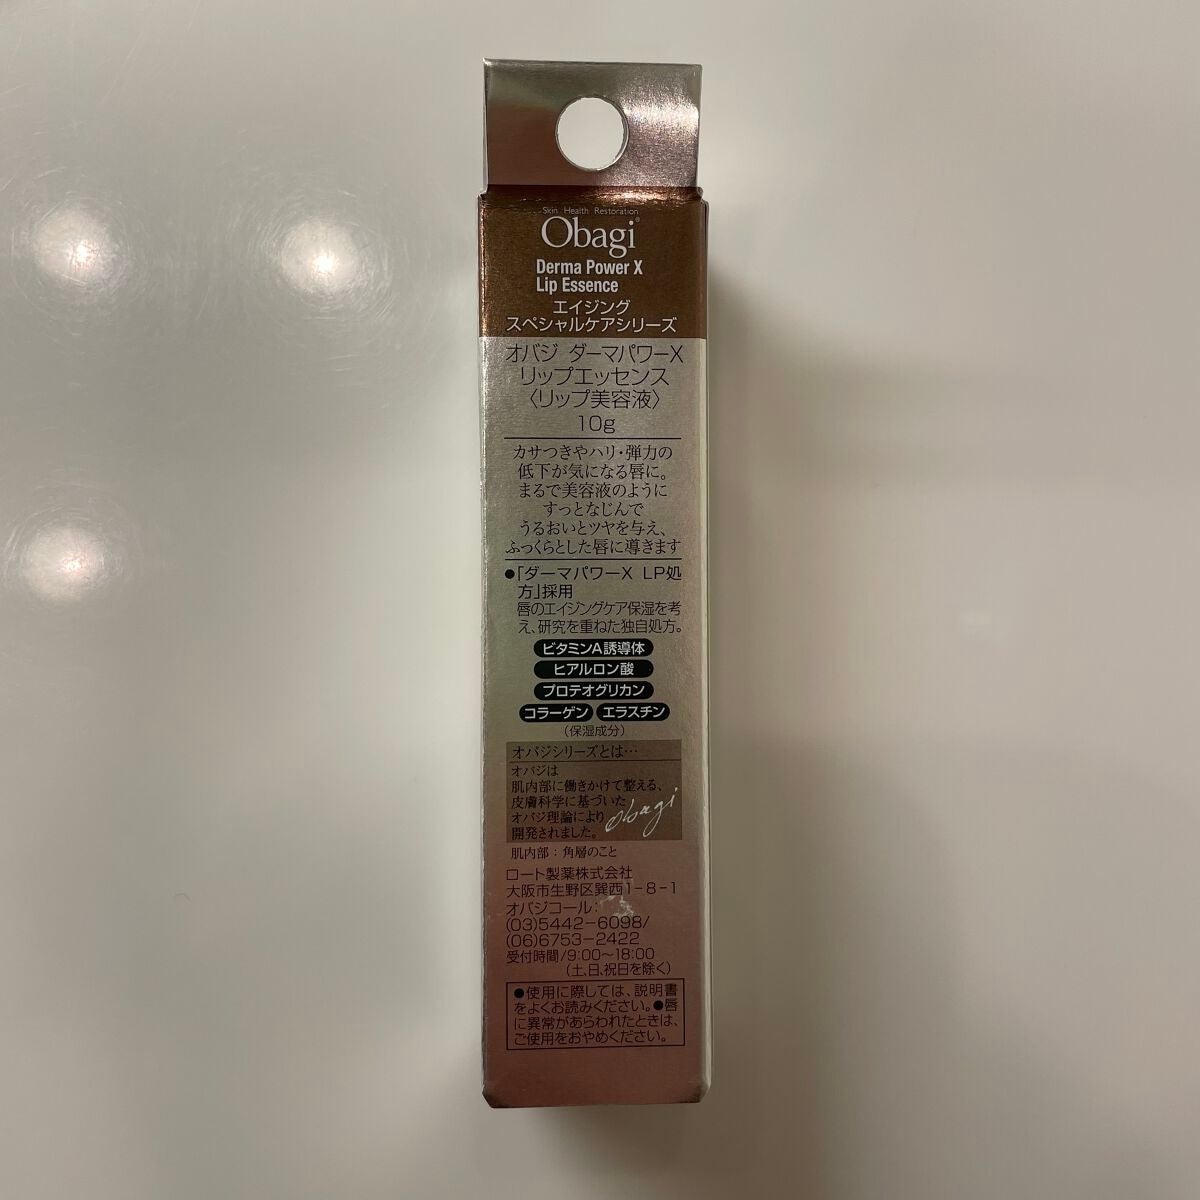 Skin Health Restoration
Obagi®
Derma Power X
Lip Essence
エイジング
スペシャルケアシリーズ
オバジ ダーマパワーX
リップエッセンス
〈リップ美容液〉
10g
カサつきやハリ・弾力の
低下が気になる唇に。
まるで美容液のように
すっとなじんで
うるおいとツヤを与え、
ふっくらとした唇に導きます
●「ダーマパワーX LP処
方」採用
唇のエイジングケア保湿を考
え、研究を重ねた独自処方。
ビタミンA誘導体
ヒアルロン酸
プロテオグリカン
コラーゲン エラスチン
(保湿成分)
オバジシリーズとは…
オバジは
肌内部に働きかけて整える、
皮膚科学に基づいた
オバジ理論により
開発されました。
Obagi
肌内部:角層のこと
ロート製薬株式会社
大阪市生野区巽西1-8-1
オバジコール:
(03)5442-6098/
(06)6753-2422
受付時間/9:00~18:00
(土、日、祝日を除く)
●使用に際しては、説明書
をよくお読みください。●唇
に異常があらわれたときは、
ご使用をおやめください。